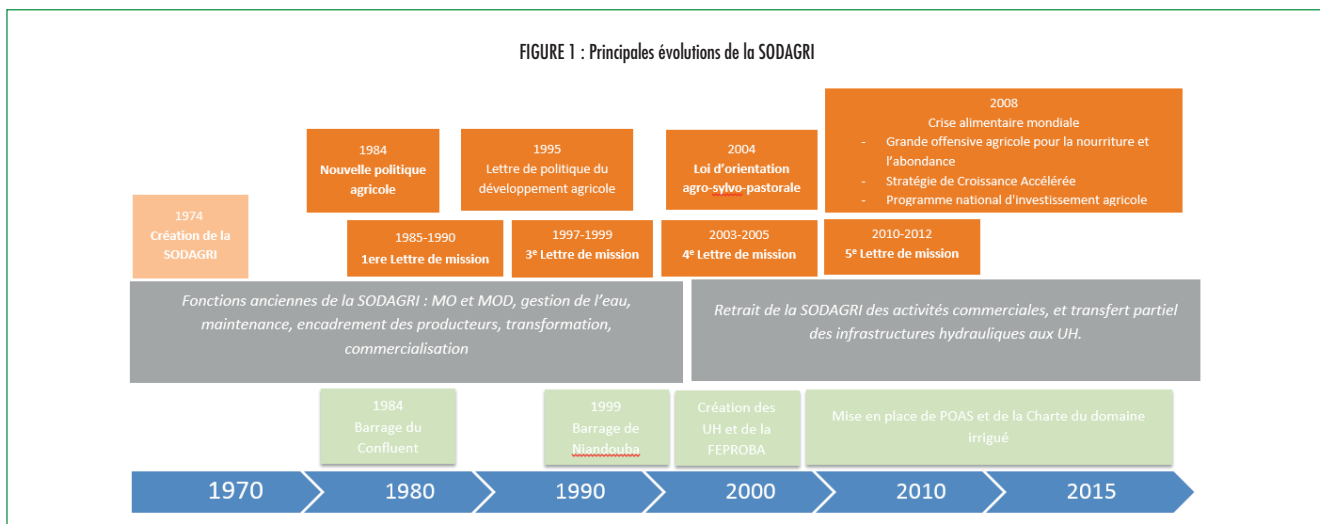 FIGURE 1 : Principales évolutions de la SODAGRI
2008
Crise alimentaire mondiale
- Grande offensive agricole pour la nourriture et
l'abondance
- Stratégie de Croissance Accélérée
- Programme national d'investissement agricole
1984
Nouvelle politique
agricole
1995
Lettre de politique du
développement agricole
2004
Loi d'orientation
agro-sylvo-pastorale
1974
Création de la
SODAGRI
1985-1990
1ere Lettre de mission
1997-1999
3e Lettre de mission
2003-2005
4e Lettre de mission
2010-2012
5e Lettre de mission
Fonctions anciennes de la SODAGRI : MO et MOD, gestion de l'eau,
maintenance, encadrement des producteurs, transformation,
commercialisation
Retrait de la SODAGRI des activités commerciales, et transfert partiel
des infrastructures hydrauliques aux UH.
1984
Barrage du
Confluent
1999
Barrage de
Niandouba
Création des
UH et de la
FEPROBA
Mise en place de POAS et de la Charte du domaine
irrigué
1970
1980
1990
2000
2010
2015